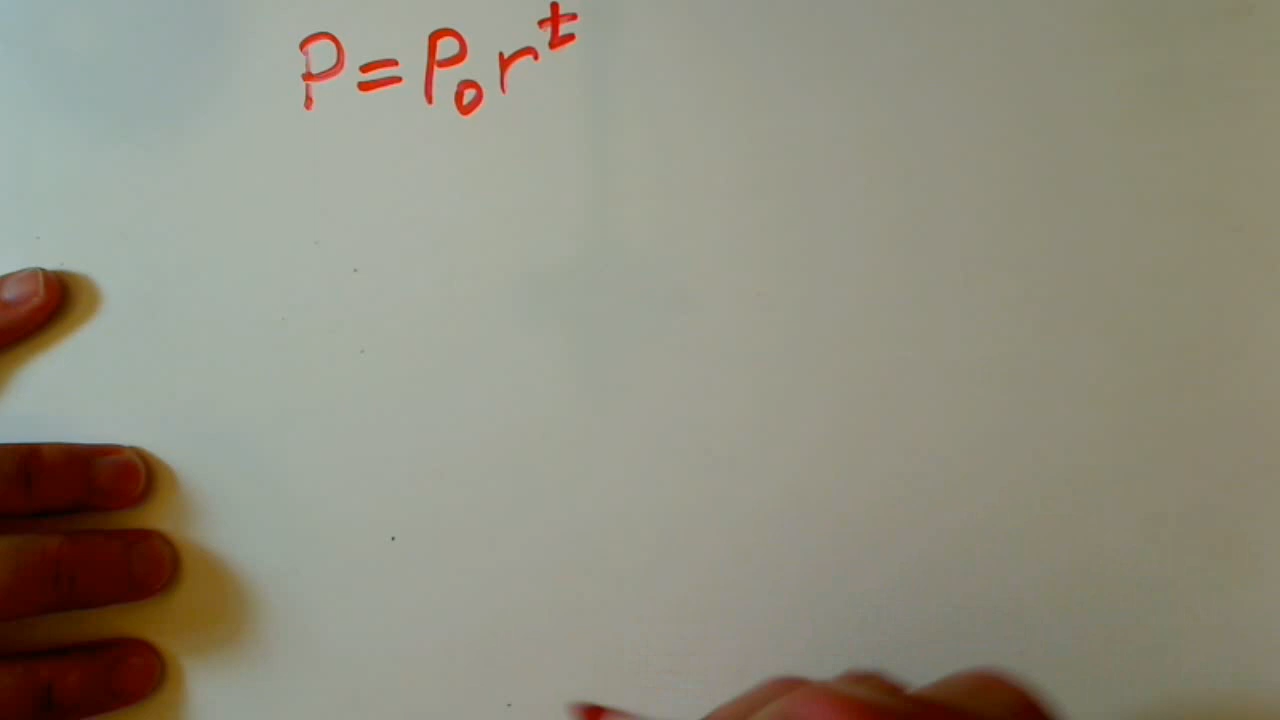 P = P₀rᵗ